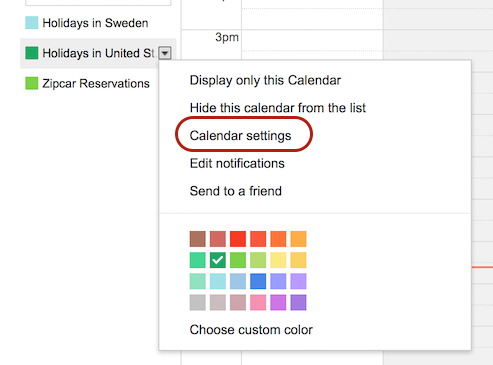 Holidays in Sweden
3pm
Holidays in United St
Zipcar Reservations
Display only this Calendar
Hide this calendar from the list
Calendar settings
Edit notifications
Send to a friend
Choose custom color